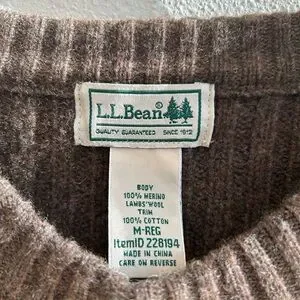 L.L.Bean®
QUALITY GUARANTEED SINCE 1912
BODY
100% MERINO
LAMBS' WOOL
TRIM
100% COTTON
M-REG
ItemID 228194
MADE IN CHINA
CARE ON REVERSE